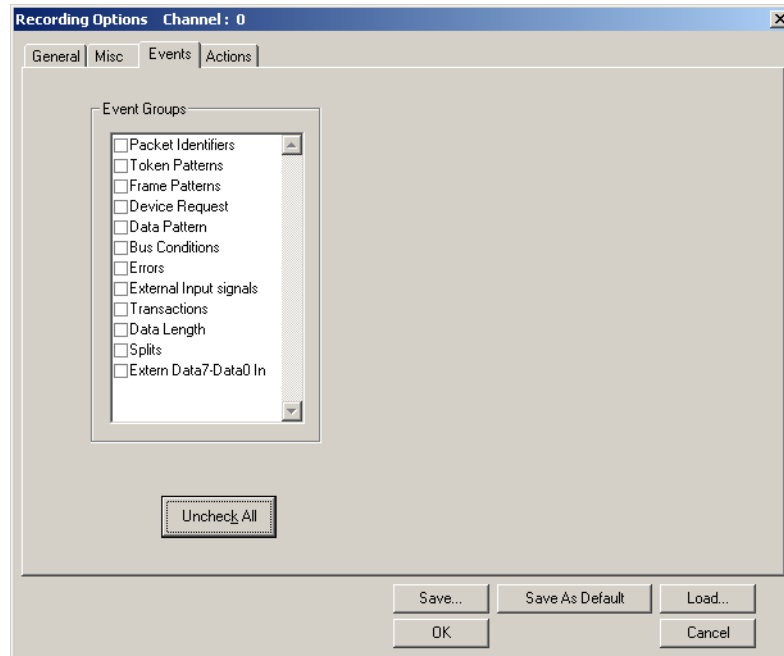 Recording Options Channel: 0
General Misc Events Actions
Event Groups
Packet Identifiers
Token Patterns
Frame Patterns
Device Request
Data Pattern
Bus Conditions
Errors
External Input signals
Transactions
Data Length
Splits
Extern Data7-Data0 In
Uncheck All
Save... Save As Default Load...
OK Cancel